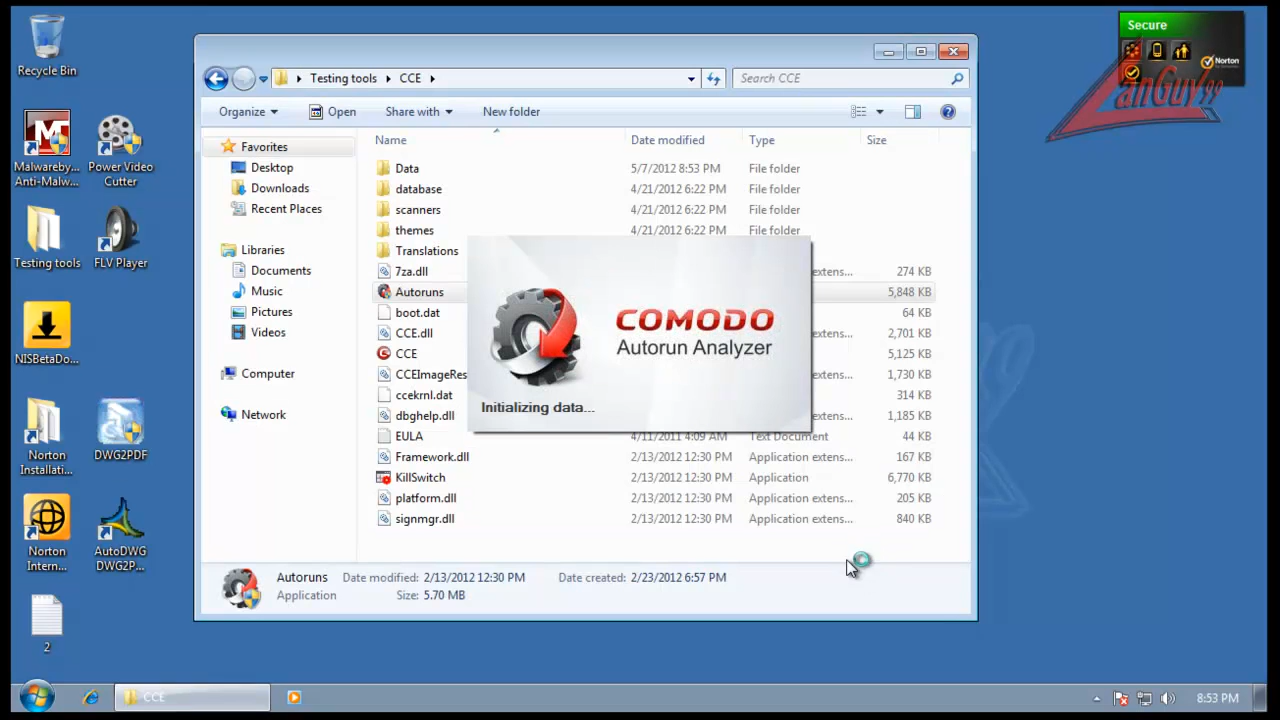 Recycle Bin
Malwareby...
Anti-Malw...
Power Video
Cutter
Testing tools
FLV Player
NISBetaDo...
Norton
Installati...
DWG2PDF
Norton
Intern...
AutoDWG
DWG2P...
2
Secure
Norton
LanGuy99
Testing tools
CCE
Search CCE
Organize
Open
Share with
New folder
Name
Date modified
Type
Size
Favorites
Desktop
Downloads
Recent Places
Libraries
Documents
Music
Pictures
Videos
Computer
Network
Data 5/7/2012 8:53 PM File folder
database 4/21/2012 6:22 PM File folder
scanners 4/21/2012 6:22 PM File folder
themes 4/21/2012 6:22 PM File folder
Translations
7za.dll extens... 274 KB
Autoruns 5,848 KB
boot.dat 64 KB
CCE.dll extens... 2,701 KB
CCE 5,125 KB
CCEImageRes extens... 1,730 KB
ccekrnl.dat 314 KB
dbghelp.dll extens... 1,185 KB
EULA 4/11/2011 4:09 AM Text Document 44 KB
Framework.dll 2/13/2012 12:30 PM Application extens... 167 KB
KillSwitch 2/13/2012 12:30 PM Application 6,770 KB
platform.dll 2/13/2012 12:30 PM Application extens... 205 KB
signmgr.dll 2/13/2012 12:30 PM Application extens... 840 KB
COMODO
Autorun Analyzer
Initializing data...
Autoruns Date modified: 2/13/2012 12:30 PM Date created: 2/23/2012 6:57 PM
Application Size: 5.70 MB
CCE
8:53 PM